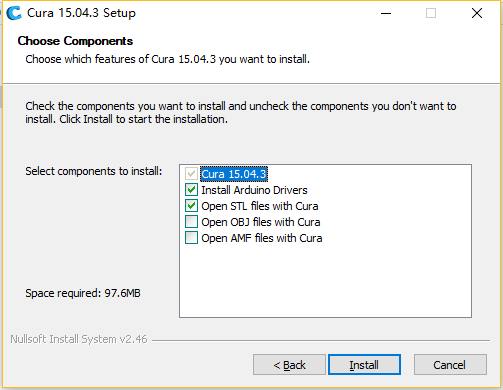 Cura 15.04.3 Setup
Choose Components
Choose which features of Cura 15.04.3 you want to install.
Check the components you want to install and uncheck the components you don't want to
install. Click Install to start the installation.
Select components to install:
Cura 15.04.3
Install Arduino Drivers
Open STL files with Cura
Open OBJ files with Cura
Open AMF files with Cura
Space required: 97.6MB
Nullsoft Install System v2.46
< Back
Install
Cancel